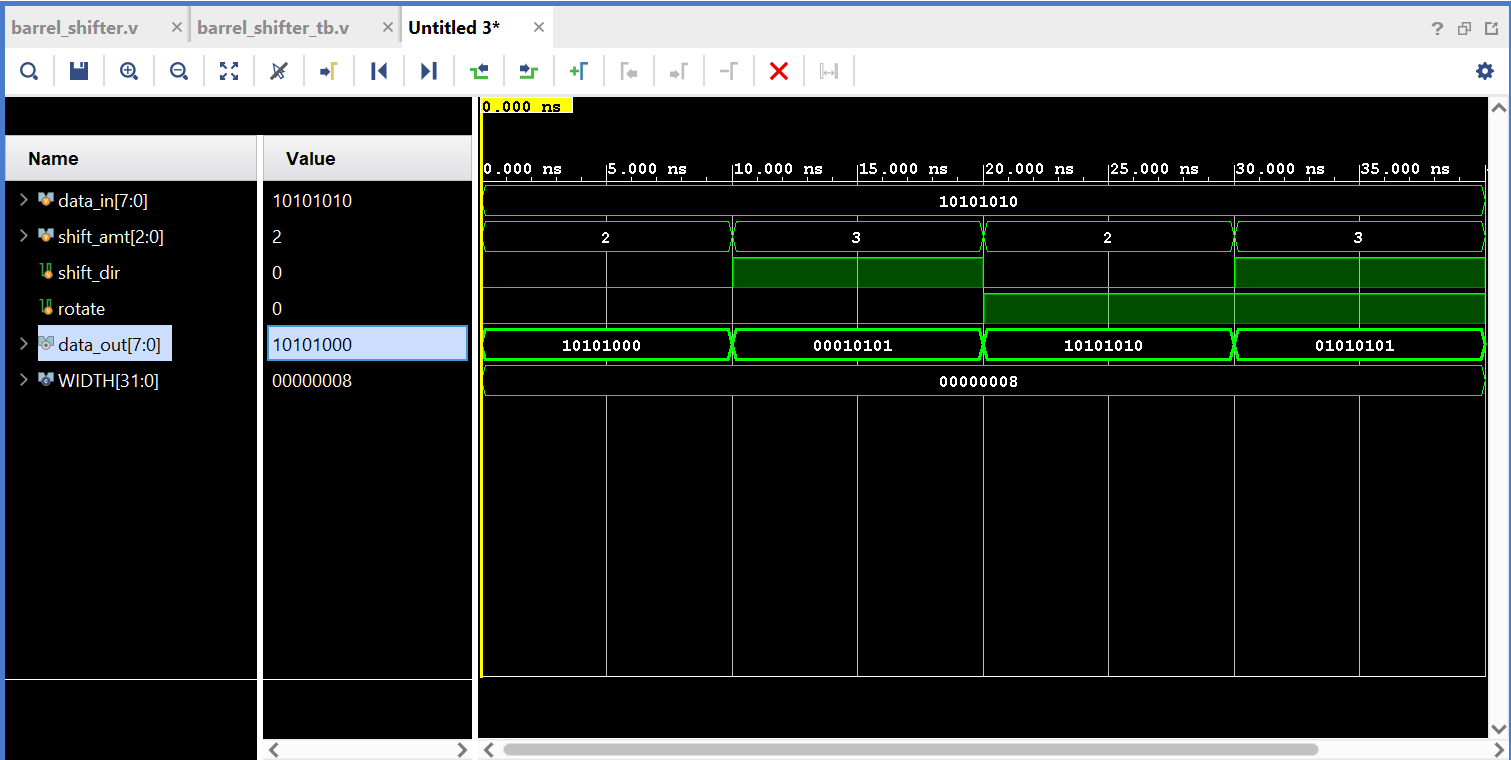 barrel_shifter.v × barrel_shifter_tb.v × Untitled 3* ×
?
0.000 ns
Name Value
0.000 ns 5.000 ns 10.000 ns 15.000 ns 20.000 ns 25.000 ns 30.000 ns 35.000 ns
data_in[7:0] 10101010 10101010
shift_amt[2:0] 2 2 3 2 3
shift_dir 0
rotate 0
data_out[7:0] 10101000 10101000 00010101 10101010 01010101
WIDTH[31:0] 00000008 00000008